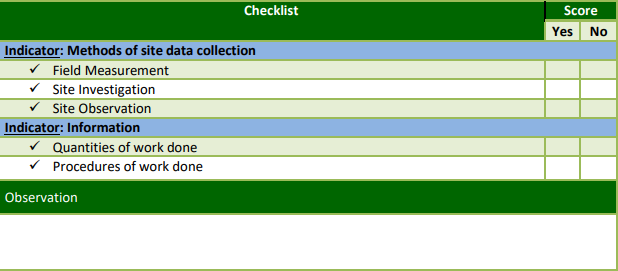 Checklist Score
Yes No
Indicator: Methods of site data collection
✓ Field Measurement
✓ Site Investigation
✓ Site Observation
Indicator: Information
✓ Quantities of work done
✓ Procedures of work done
Observation